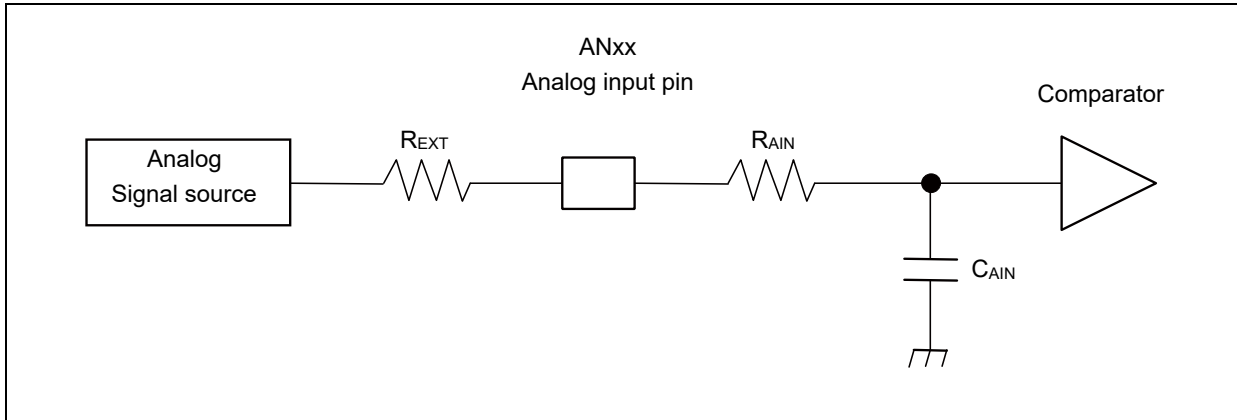 ANxx
Analog input pin
Comparator
Analog
Signal source
REXT
RAIN
CAIN